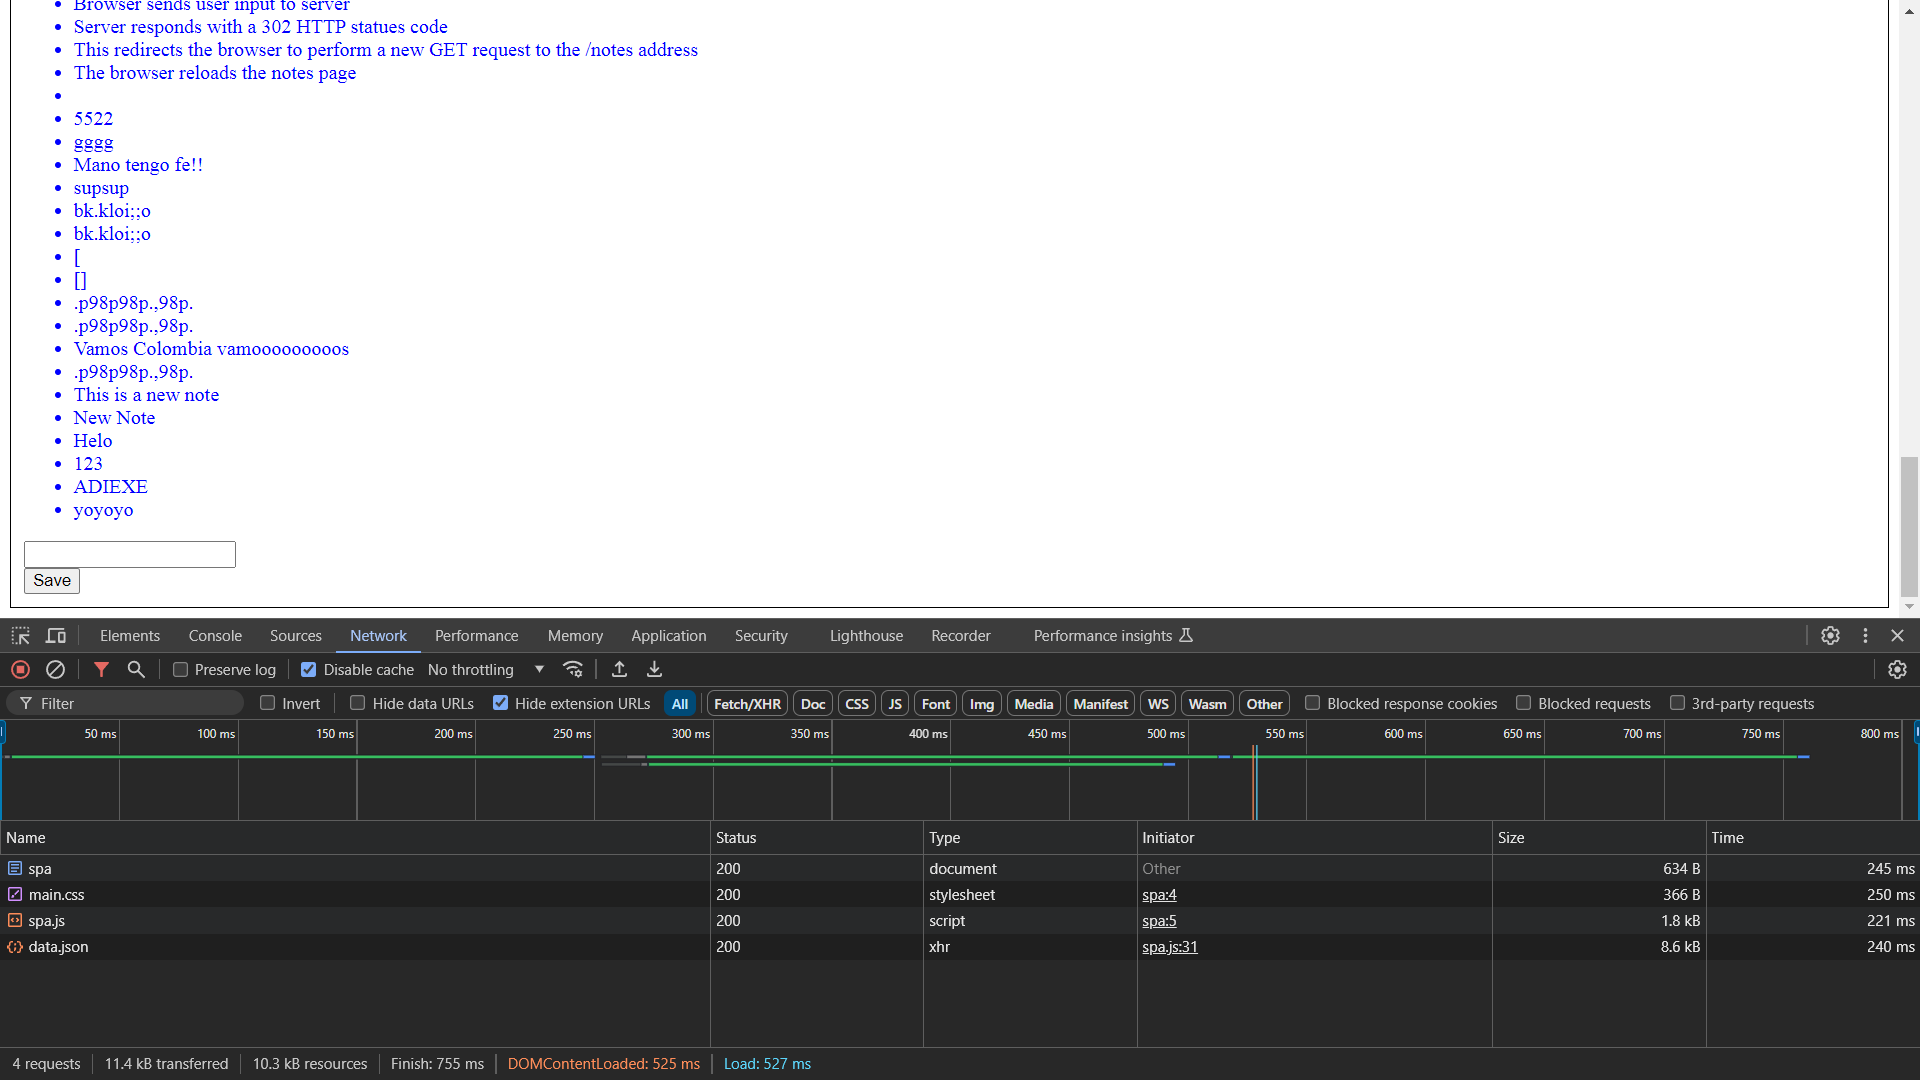 Browser sends user input to server
Server responds with a 302 HTTP statues code
This redirects the browser to perform a new GET request to the /notes address
The browser reloads the notes page
5522
gggg
Mano tengo fe!!
supsup
bk.kloi;;o
bk.kloi;;o
[
[]
.p98p98p.,98p.
.p98p98p.,98p.
Vamos Colombia vamooooooooos
.p98p98p.,98p.
This is a new note
New Note
Helo
123
ADIEXE
yoyoyo
Save
Elements Console Sources Network Performance Memory Application Security Lighthouse Recorder Performance insights
Preserve log Disable cache No throttling
Filter Invert Hide data URLs Hide extension URLs All Fetch/XHR Doc CSS JS Font Img Media Manifest WS Wasm Other Blocked response cookies Blocked requests 3rd-party requests
50 ms 100 ms 150 ms 200 ms 250 ms 300 ms 350 ms 400 ms 450 ms 500 ms 550 ms 600 ms 650 ms 700 ms 750 ms 800 ms
Name Status Type Initiator Size Time
spa 200 document Other 634 B 245 ms
main.css 200 stylesheet spa:4 366 B 250 ms
spa.js 200 script spa:5 1.8 kB 221 ms
data.json 200 xhr spa.js:31 8.6 kB 240 ms
4 requests 11.4 kB transferred 10.3 kB resources Finish: 755 ms DOMContentLoaded: 525 ms Load: 527 ms